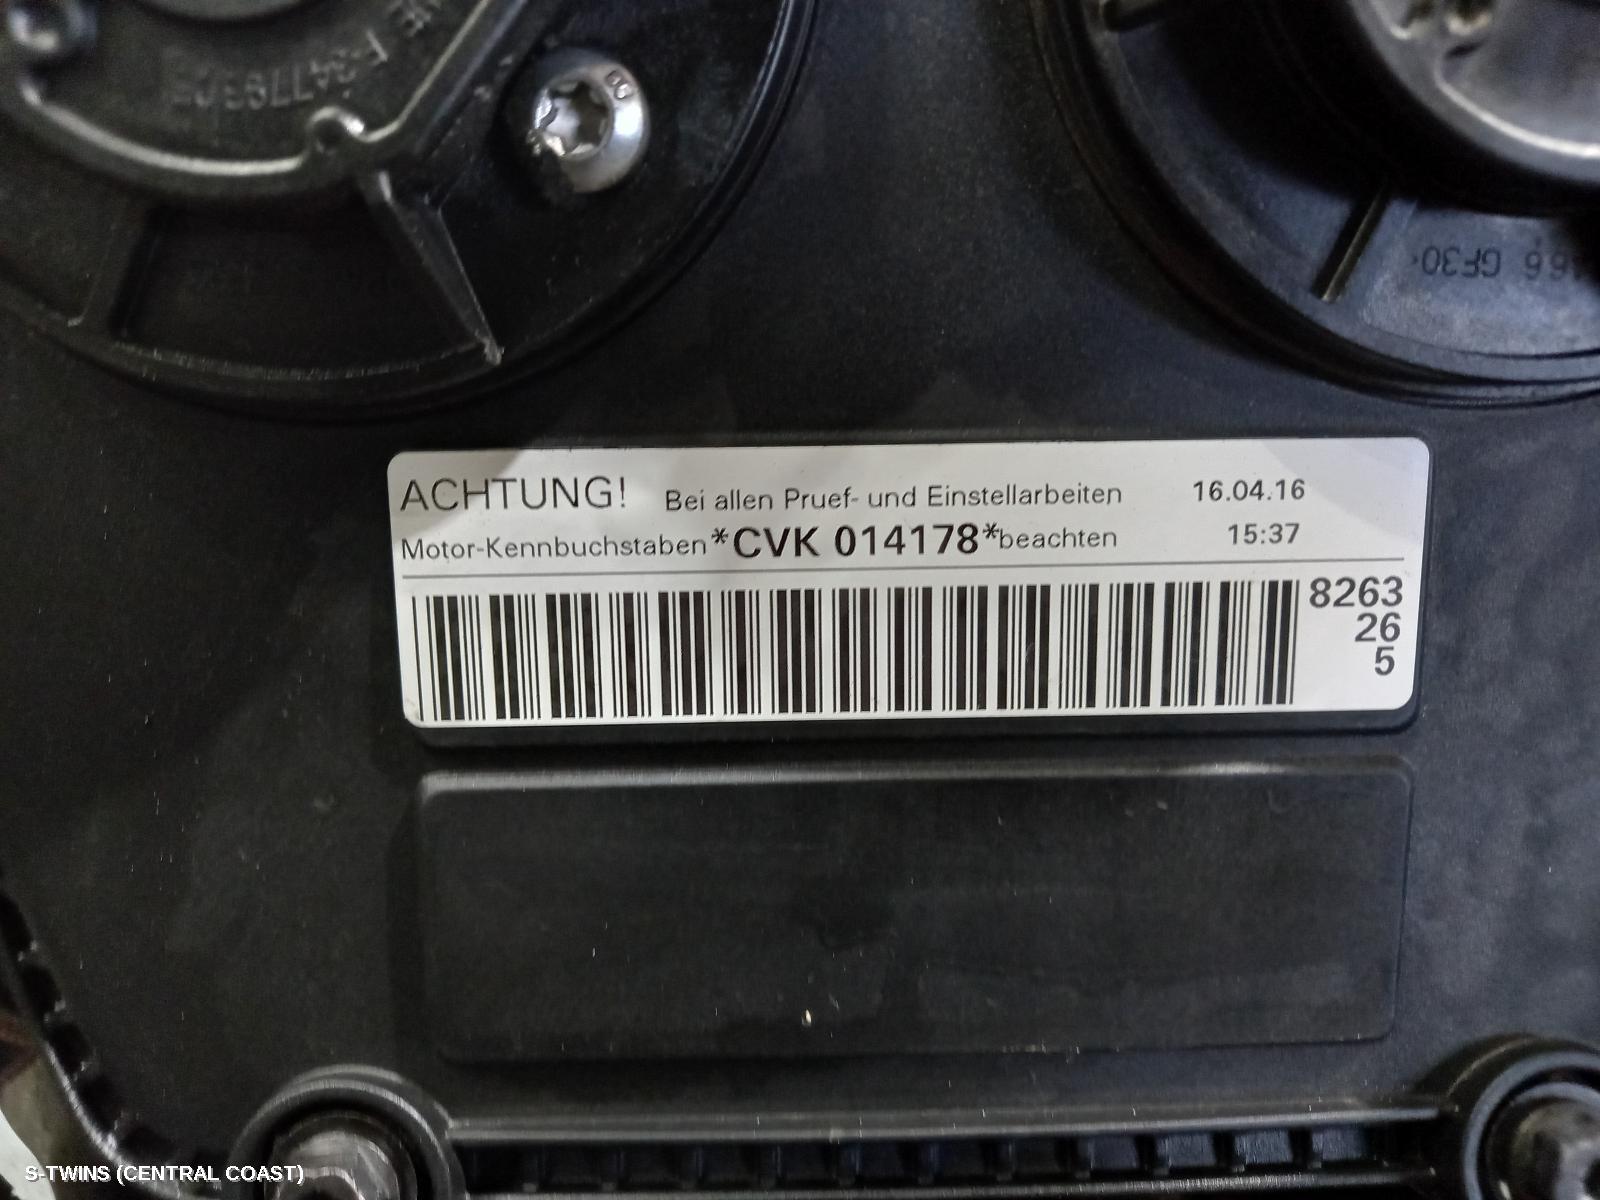 ACHTUNG! Bei allen Pruef- und Einstellarbeiten 16.04.16
Motor-Kennbuchstaben*CVK 014178*beachten 15:37
8263
26
5
GF30
S-TWINS (CENTRAL COAST)